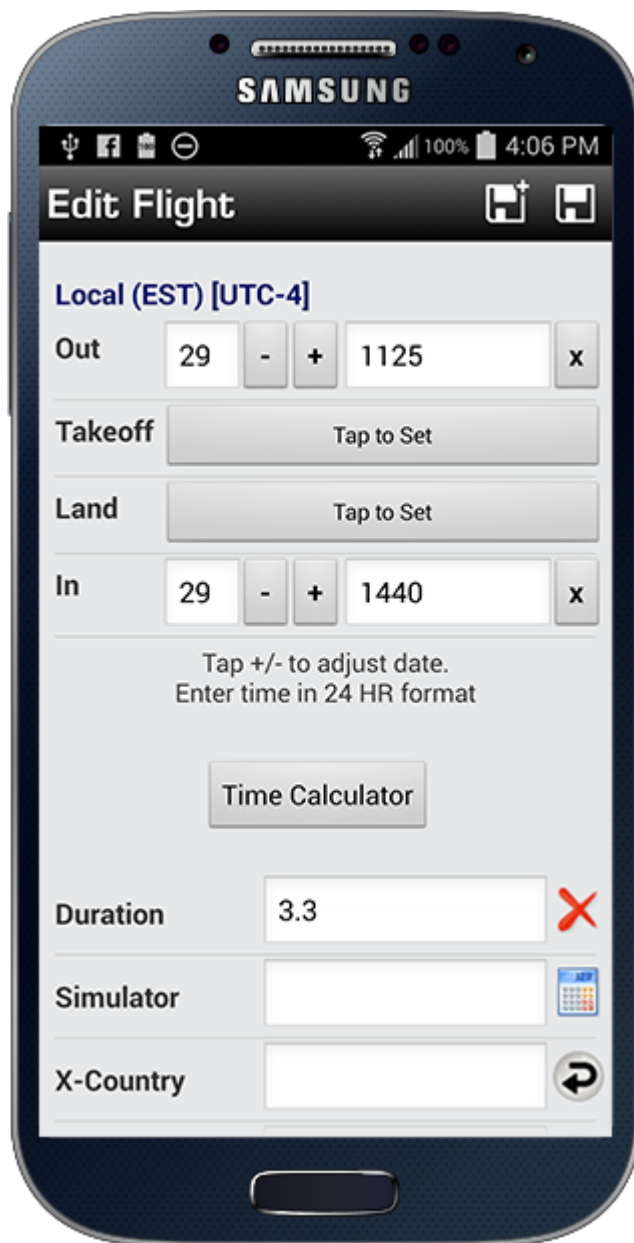 SAMSUNG
100% 4:06 PM
Edit Flight
Local (EST) [UTC-4]
Out 29 - + 1125 x
Takeoff Tap to Set
Land Tap to Set
In 29 - + 1440 x
Tap +/- to adjust date.
Enter time in 24 HR format
Time Calculator
Duration 3.3
Simulator
X-Country